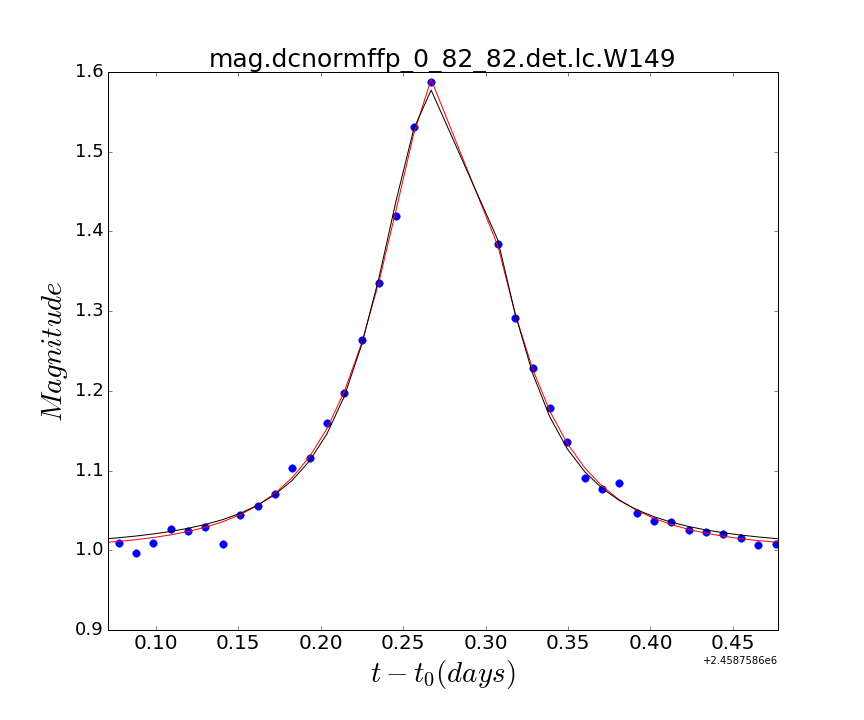 mag.dcnormffp_0_82_82.det.lc.W149
1.6
1.5
1.4
1.3
1.2
1.1
1.0
0.9
Magnitude
0.10 0.15 0.20 0.25 0.30 0.35 0.40 0.45
+2.4587586e6
t − t₀(days)